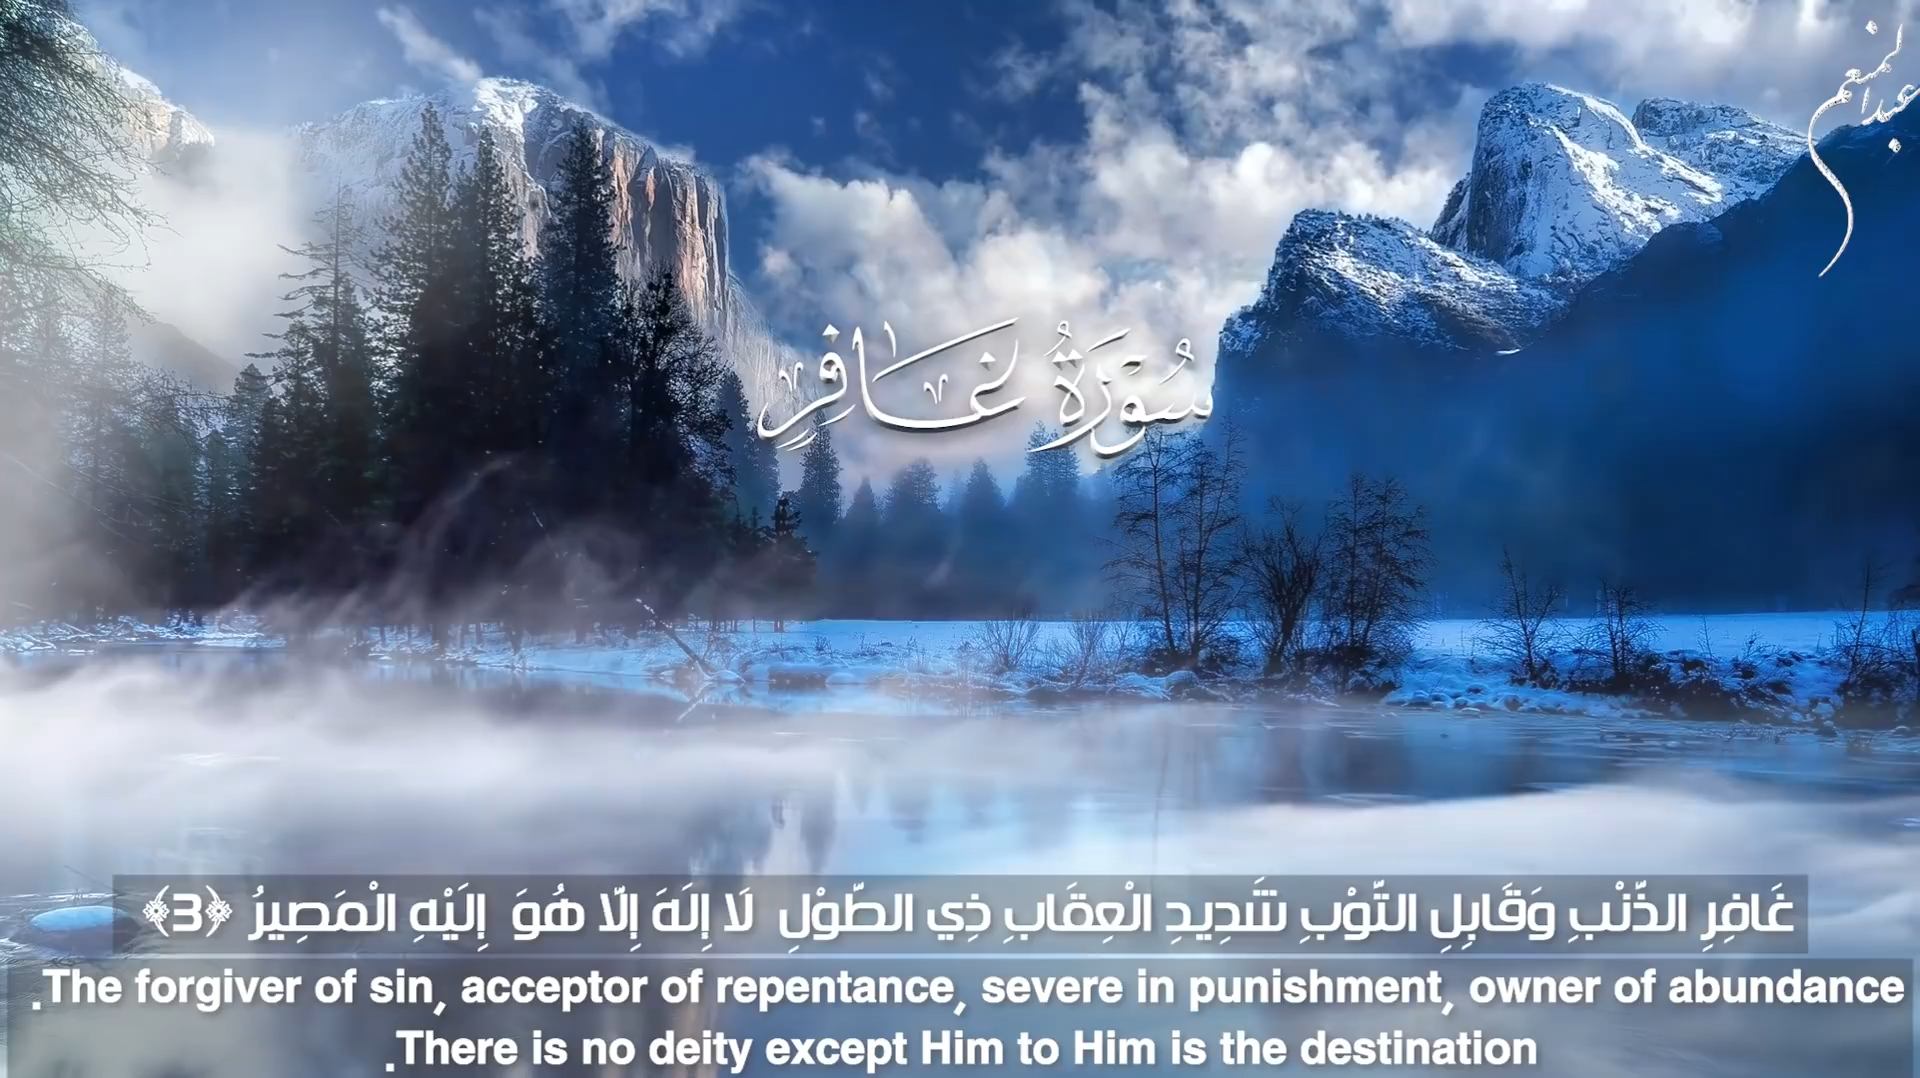 عبدالمنعم
سُورَةُ غَافِرِ
غَافِرِ الذَّنْبِ وَقَابِلِ التَّوْبِ شَدِيدِ الْعِقَابِ ذِي الطَّوْلِ لَا إِلَهَ إِلَّا هُوَ إِلَيْهِ الْمَصِيرُ ﴿3﴾
.The forgiver of sin, acceptor of repentance, severe in punishment, owner of abundance
.There is no deity except Him to Him is the destination